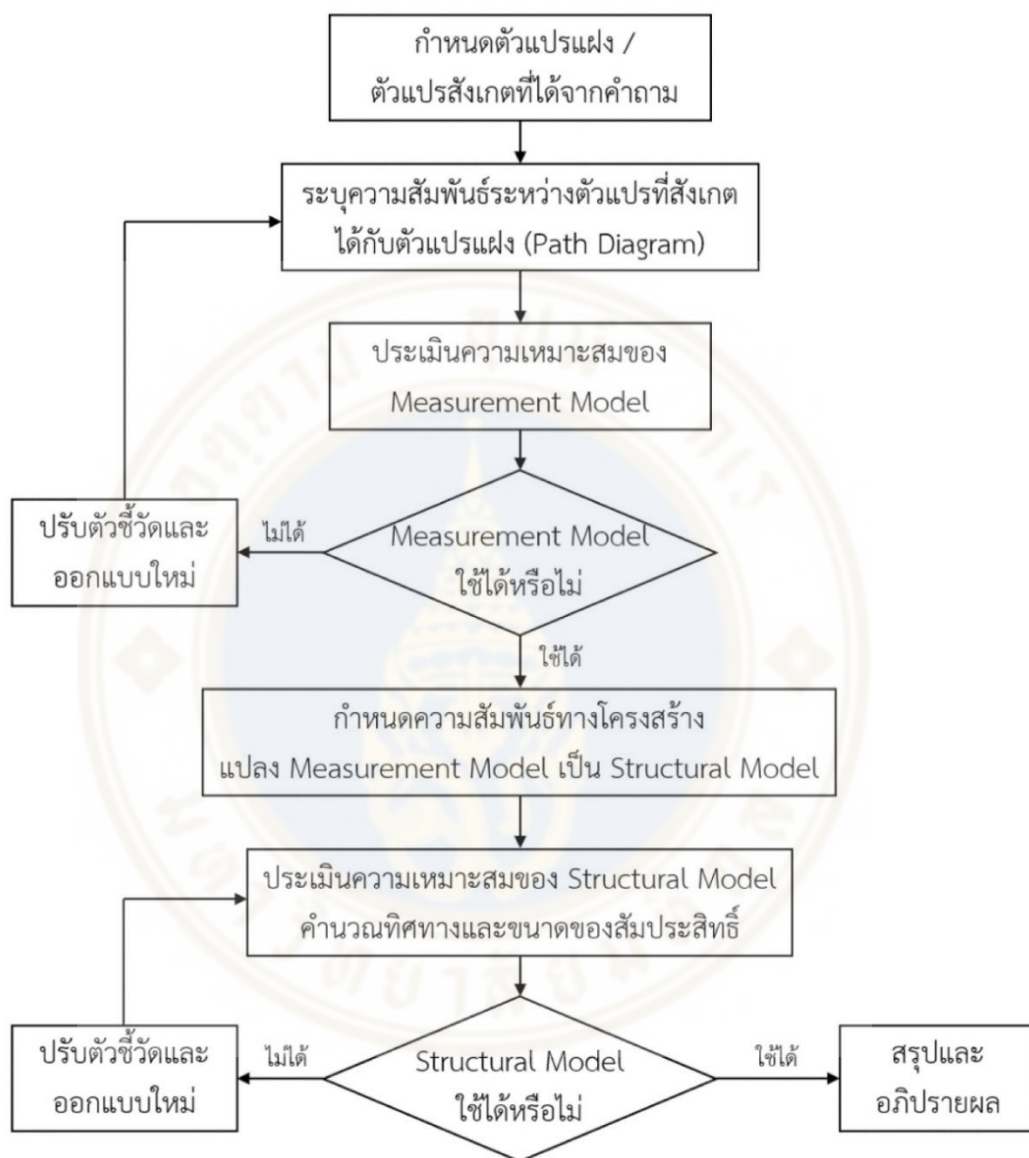 กำหนดตัวแปรแฝง /
ตัวแปรสังเกตที่ได้จากคำถาม
ระบุความสัมพันธ์ระหว่างตัวแปรที่สังเกต
ได้กับตัวแปรแฝง (Path Diagram)
ประเมินความเหมาะสมของ
Measurement Model
Measurement Model
ใช้ได้หรือไม่
ไม่ได้
ปรับตัวชี้วัดและ
ออกแบบใหม่
ใช้ได้
กำหนดความสัมพันธ์ทางโครงสร้าง
แปลง Measurement Model เป็น Structural Model
ประเมินความเหมาะสมของ Structural Model
คำนวณทิศทางและขนาดของสัมประสิทธิ์
Structural Model
ใช้ได้หรือไม่
ไม่ได้
ปรับตัวชี้วัดและ
ออกแบบใหม่
ใช้ได้
สรุปและ
อภิปรายผล